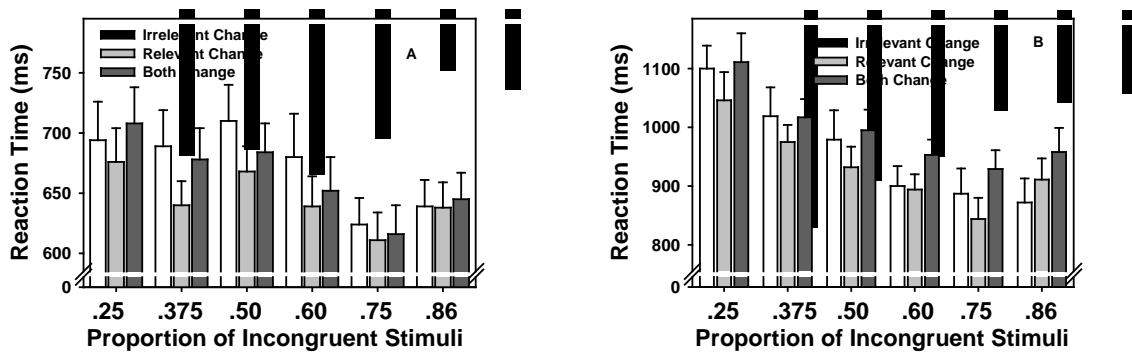 Irrelevant Change
Relevant Change
Both Change
A
Reaction Time (ms)
750
700
650
600
0
.25 .375 .50 .60 .75 .86
Proportion of Incongruent Stimuli
Irrelevant Change
Relevant Change
Both Change
B
Reaction Time (ms)
1100
1000
900
800
0
.25 .375 .50 .60 .75 .86
Proportion of Incongruent Stimuli